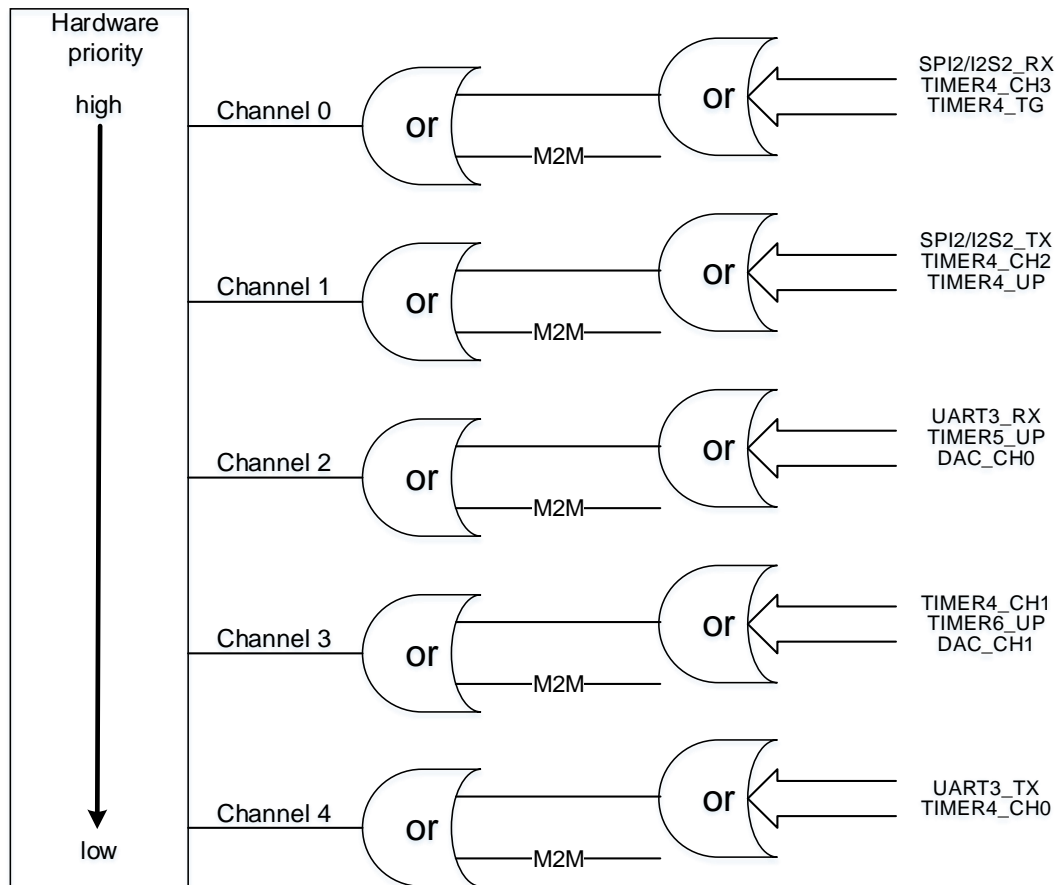 Hardware
priority
high
low
Channel 0
or
M2M
or
SPI2/I2S2_RX
TIMER4_CH3
TIMER4_TG
Channel 1
or
M2M
or
SPI2/I2S2_TX
TIMER4_CH2
TIMER4_UP
Channel 2
or
M2M
or
UART3_RX
TIMER5_UP
DAC_CH0
Channel 3
or
M2M
or
TIMER4_CH1
TIMER6_UP
DAC_CH1
Channel 4
or
M2M
or
UART3_TX
TIMER4_CH0